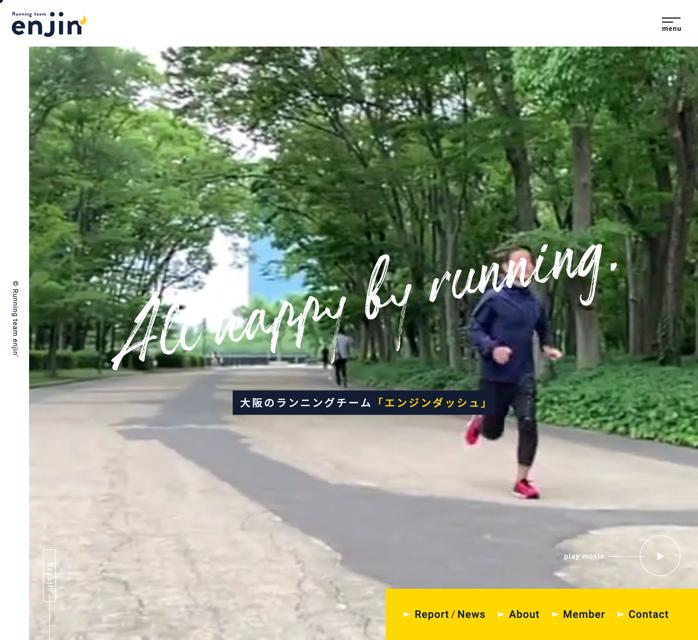 Running team
enjin'
menu
© Running team enjin'
All happy by running.
大阪のランニングチーム「エンジンダッシュ」
play movie
Scroll
Report / News
About
Member
Contact